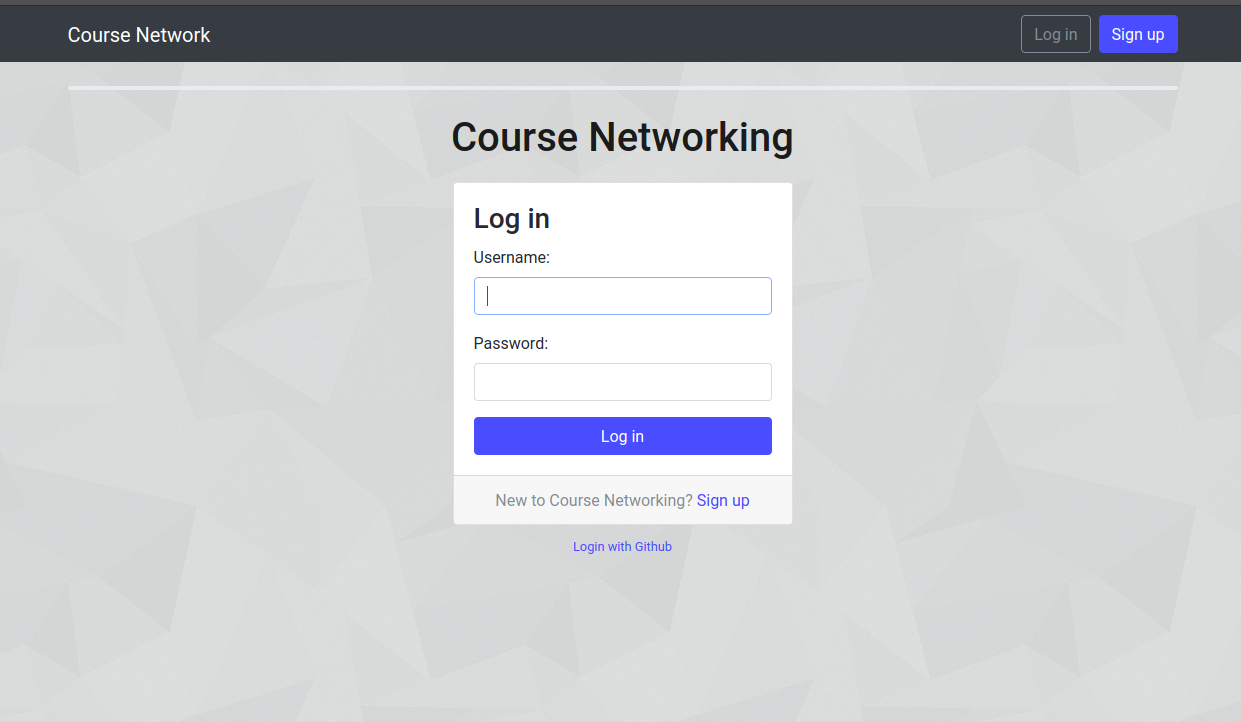 Course Network
Log in
Sign up
Course Networking
Log in
Username:
Password:
Log in
New to Course Networking? Sign up
Login with Github